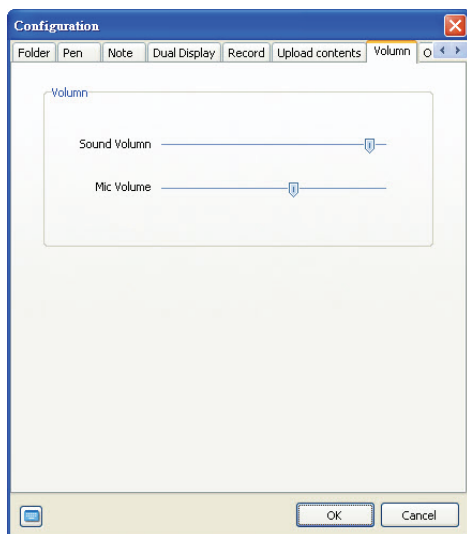 Configuration
Folder Pen Note Dual Display Record Upload contents Volumn O
Volumn
Sound Volumn
Mic Volume
OK Cancel